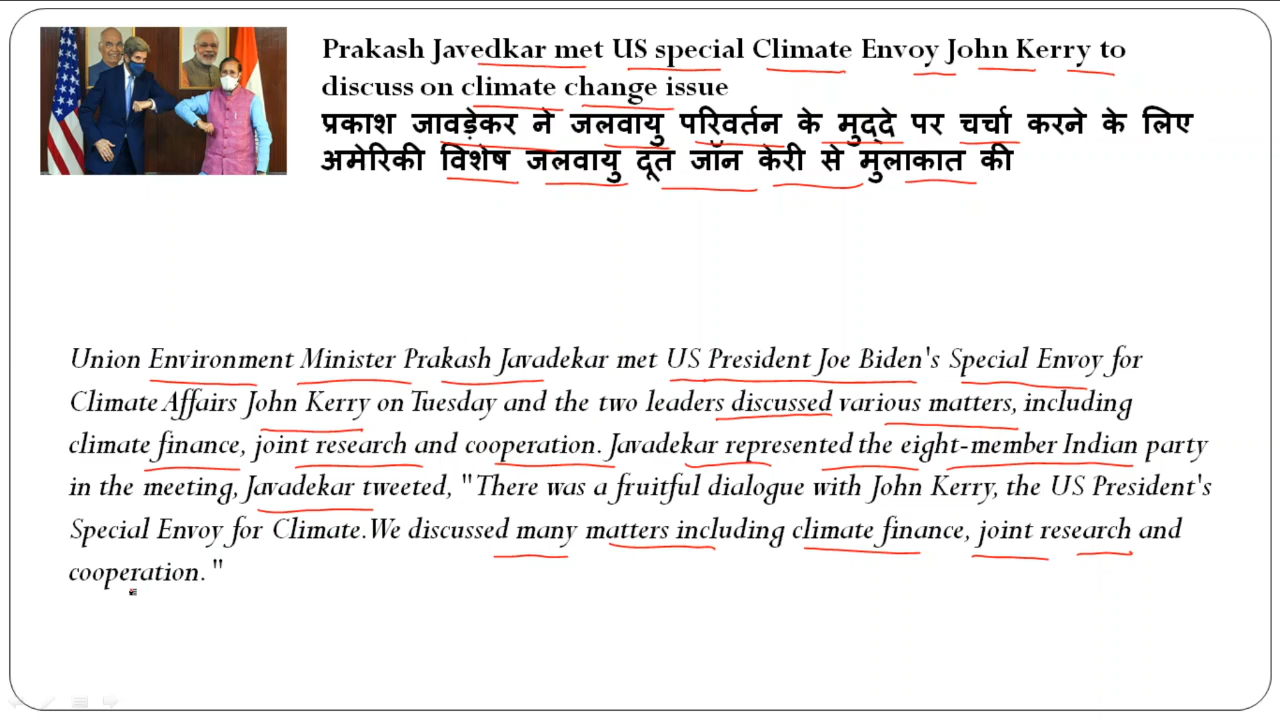 Prakash Javedkar met US special Climate Envoy John Kerry to
discuss on climate change issue
प्रकाश जावड़ेकर ने जलवायु परिवर्तन के मुद्दे पर चर्चा करने के लिए
अमेरिकी विशेष जलवायु दूत जॉन केरी से मुलाकात की
Union Environment Minister Prakash Javadekar met US President Joe Biden's Special Envoy for
Climate Affairs John Kerry on Tuesday and the two leaders discussed various matters, including
climate finance, joint research and cooperation. Javadekar represented the eight-member Indian party
in the meeting, Javadekar tweeted, "There was a fruitful dialogue with John Kerry, the US President's
Special Envoy for Climate. We discussed many matters including climate finance, joint research and
cooperation. "